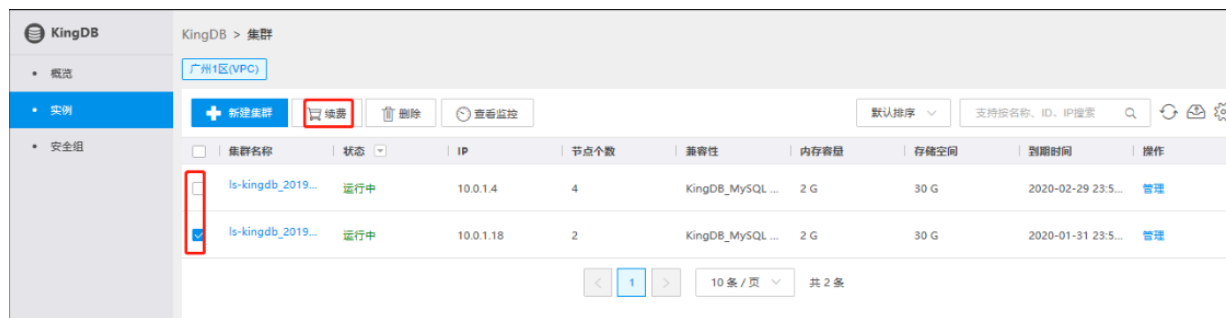 KingDB
KingDB > 集群
• 概览
广州1区(VPC)
• 实例
新建集群 续费 删除 查看监控 默认排序 支持按名称、ID、IP搜索
• 安全组
集群名称 状态 IP 节点个数 兼容性 内存容量 存储空间 到期时间 操作
ls-kingdb_2019... 运行中 10.0.1.4 4 KingDB_MySQL ... 2 G 30 G 2020-02-29 23:5... 管理
ls-kingdb_2019... 运行中 10.0.1.18 2 KingDB_MySQL ... 2 G 30 G 2020-01-31 23:5... 管理
< 1 > 10 条 / 页 共 2 条